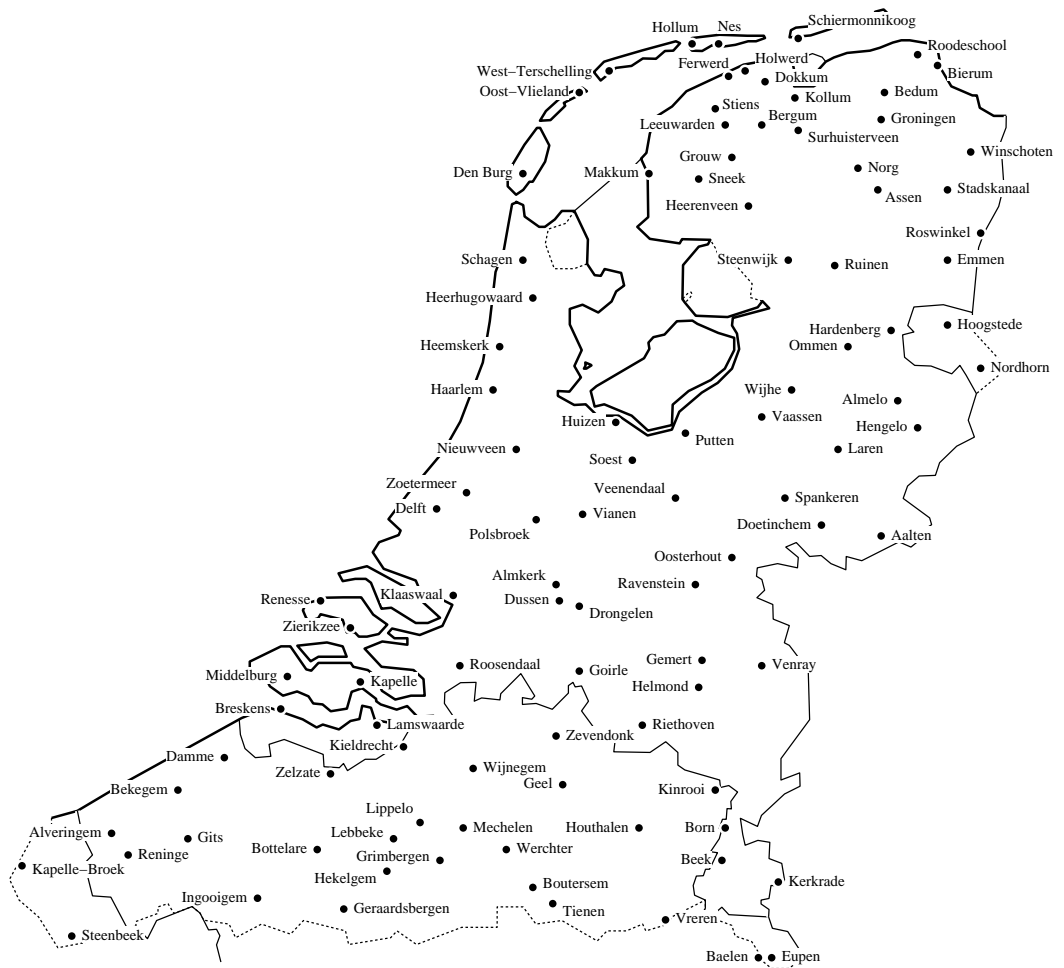 Schiermonnikoog
Hollum
Nes
Roodeschool
Ferwerd
Holwerd
West–Terschelling
Bierum
Dokkum
Oost–Vlieland
Kollum
Bedum
Stiens
Leeuwarden
Bergum
Groningen
Surhuisterveen
Grouw
Winschoten
Den Burg
Makkum
Sneek
Norg
Assen
Stadskanaal
Heerenveen
Roswinkel
Schagen
Steenwijk
Ruinen
Emmen
Heerhugowaard
Hardenberg
Hoogstede
Heemskerk
Ommen
Nordhorn
Haarlem
Wijhe
Almelo
Huizen
Vaassen
Hengelo
Putten
Nieuwveen
Laren
Soest
Zoetermeer
Veenendaal
Spankeren
Delft
Vianen
Polsbroek
Doetinchem
Aalten
Oosterhout
Almkerk
Ravenstein
Klaaswaal
Renesse
Dussen
Drongelen
Zierikzee
Roosendaal
Gemert
Venray
Middelburg
Kapelle
Goirle
Helmond
Breskens
Lamswaarde
Riethoven
Zevendonk
Kieldrecht
Damme
Zelzate
Wijnegem
Geel
Bekegem
Kinrooi
Lippelo
Alveringem
Gits
Lebbeke
Mechelen
Houthalen
Born
Reninge
Bottelare
Grimbergen
Werchter
Beek
Kapelle–Broek
Hekelgem
Kerkrade
Ingooigem
Boutersem
Geraardsbergen
Tienen
Vreren
Steenbeek
Baelen
Eupen